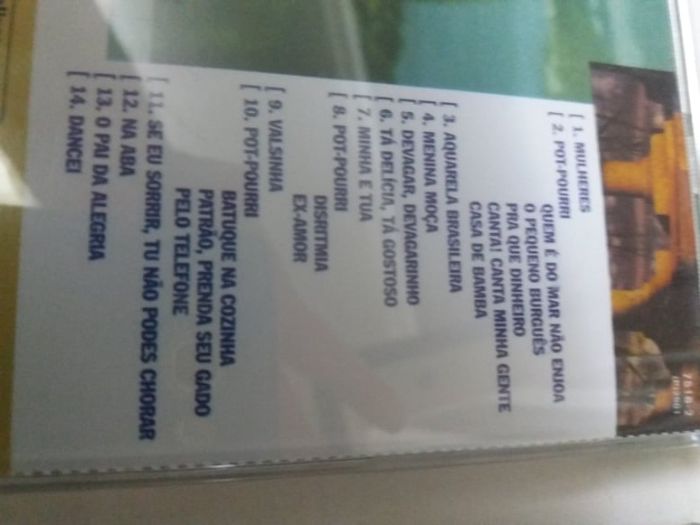 [ 1. MULHERES
[ 2. POT-POURRI
QUEM É DO MAR NÃO ENJOA
O PEQUENO BURGUÊS
PRA QUE DINHEIRO
CANTA! CANTA MINHA GENTE
CASA DE BAMBA
[ 3. AQUARELA BRASILEIRA
[ 4. MENINA MOÇA
[ 5. DEVAGAR, DEVAGARINHO
[ 6. TÁ DELÍCIA, TÁ GOSTOSO
[ 7. MINHA E TUA
[ 8. POT-POURRI
DISRITMIA
EX-AMOR
[ 9. VALSINHA
[ 10. POT-POURRI
BATUQUE NA COZINHA
PATRÃO, PRENDA SEU GADO
PELO TELEFONE
[ 11. SE EU SORRIR, TU NÃO PODES CHORAR
[ 12. NA ABA
[ 13. O PAI DA ALEGRIA
[ 14. DANCEI